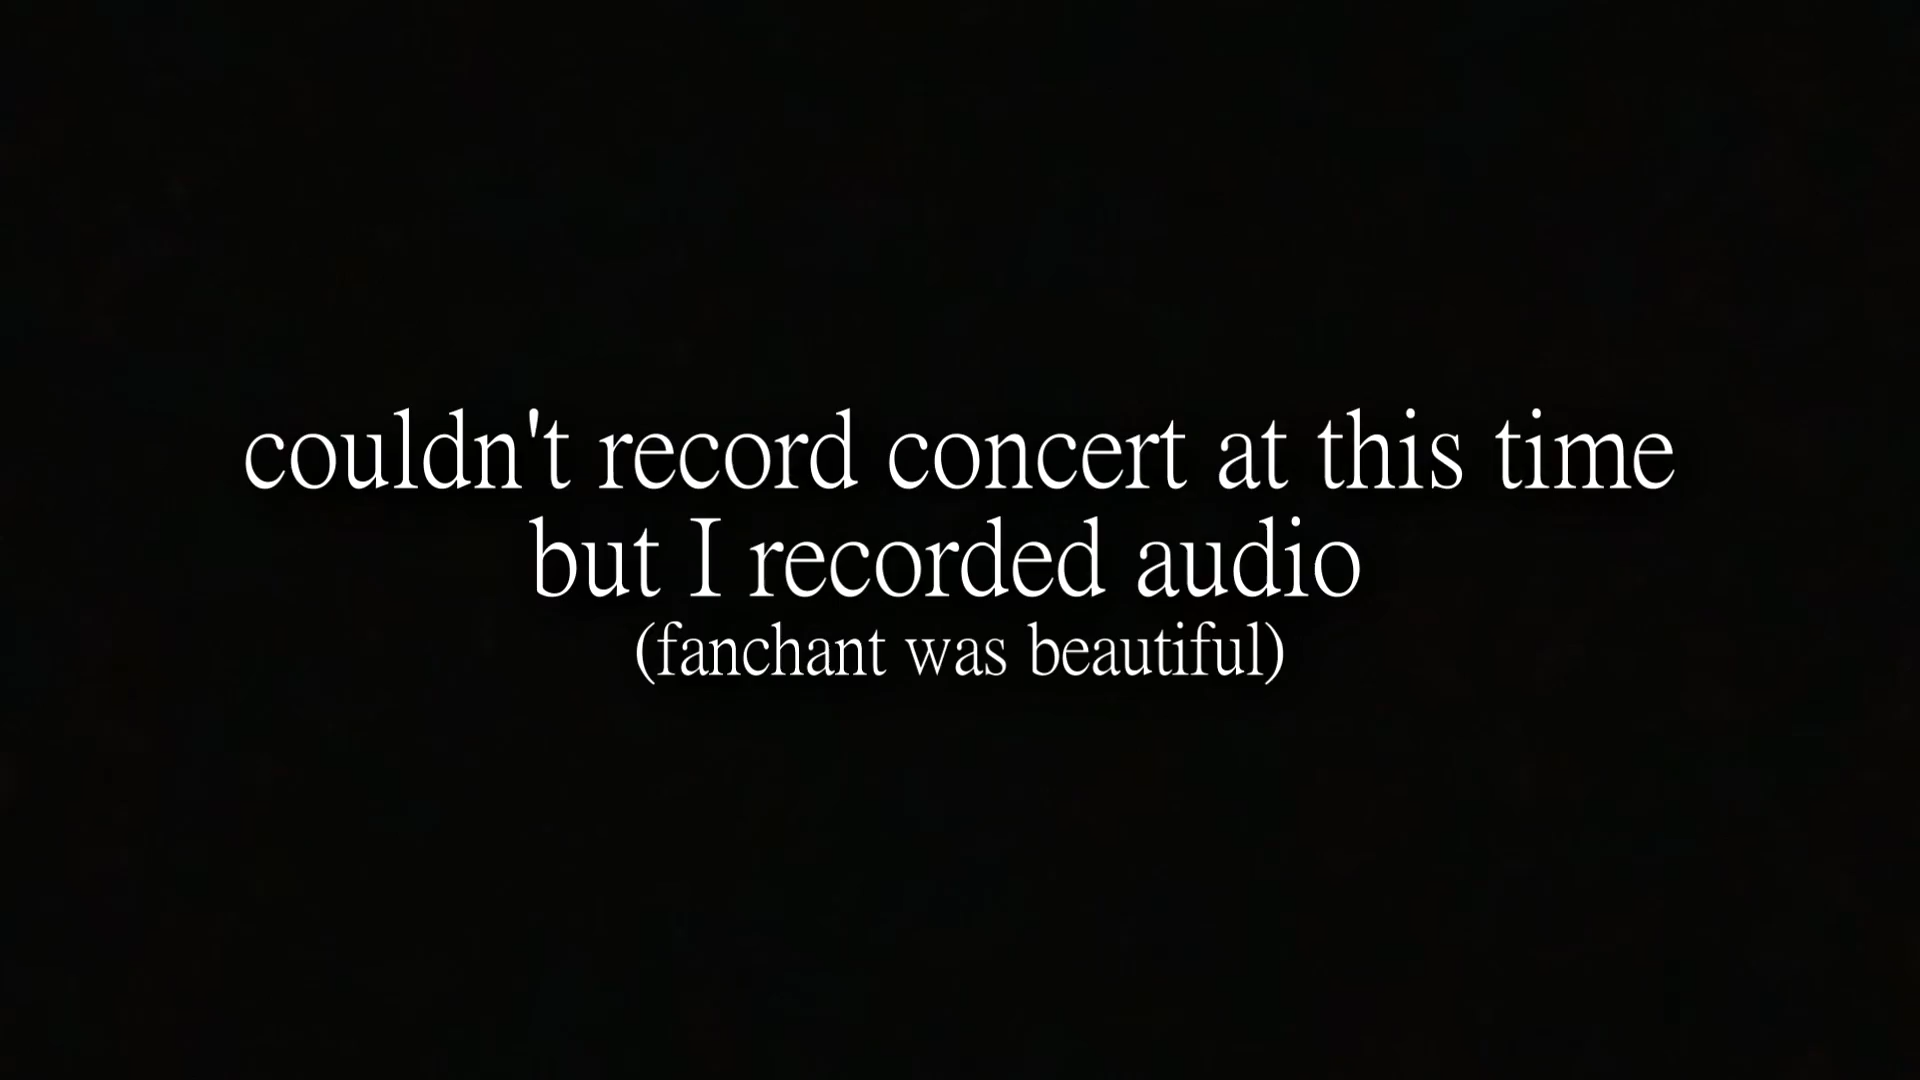 couldn't record concert at this time
but I recorded audio
(fanchant was beautiful)